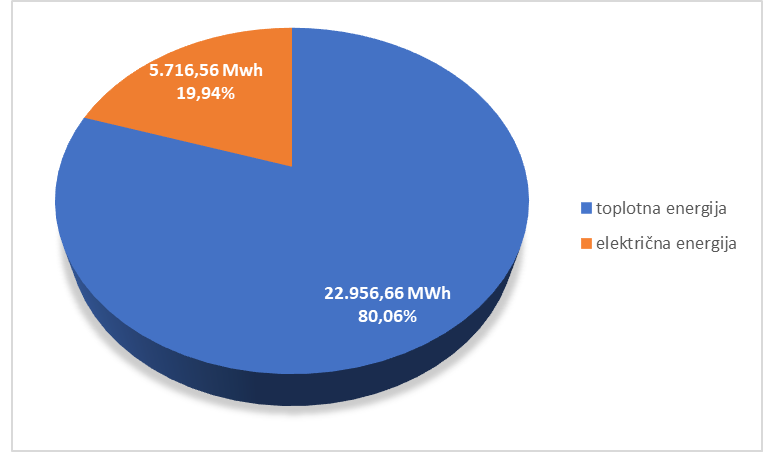 5.716,56 Mwh
19,94%
toplotna energija
električna energija
22.956,66 MWh
80,06%